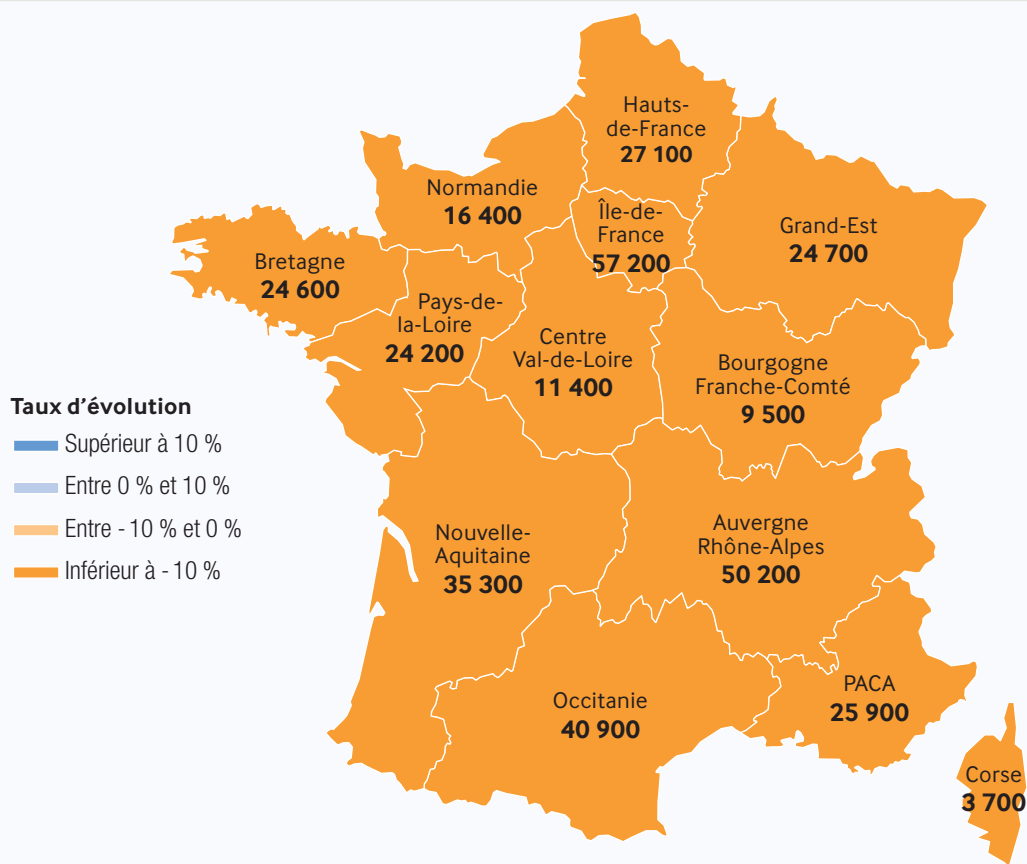 Hauts-
de-France
27 100
Normandie
16 400
Île-de-
France
57 200
Grand-Est
24 700
Bretagne
24 600
Pays-de-
la-Loire
24 200
Centre
Val-de-Loire
11 400
Bourgogne
Franche-Comté
9 500
Taux d’évolution
Supérieur à 10 %
Entre 0 % et 10 %
Entre - 10 % et 0 %
Inférieur à - 10 %
Nouvelle-
Aquitaine
35 300
Auvergne
Rhône-Alpes
50 200
Occitanie
40 900
PACA
25 900
Corse
3 700